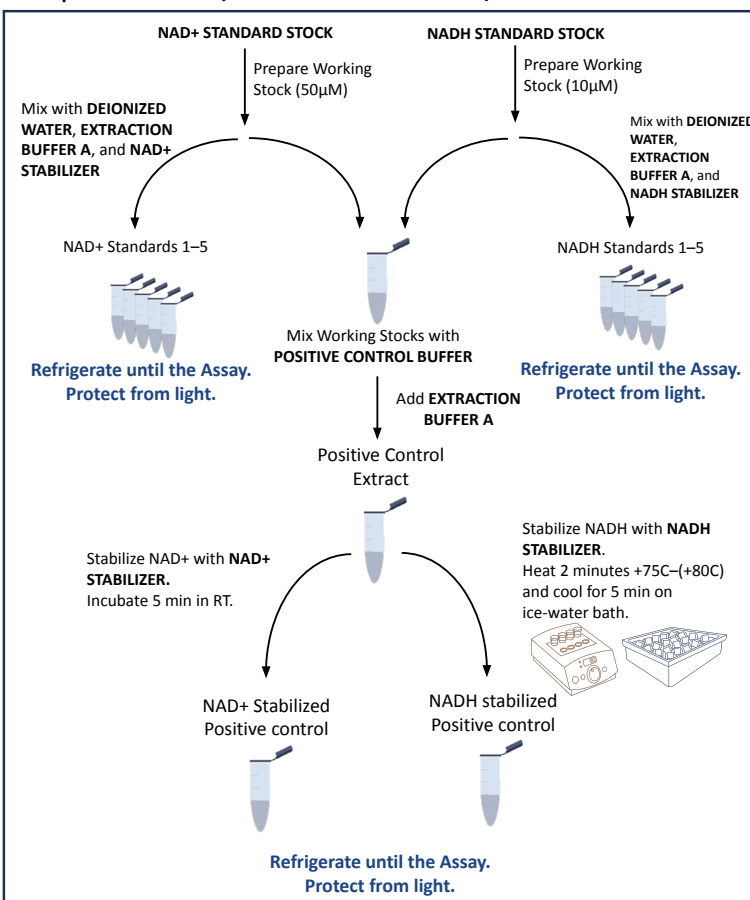 NAD+ STANDARD STOCK
NADH STANDARD STOCK
Prepare Working
Stock (50µM)
Prepare Working
Stock (10µM)
Mix with DEIONIZED
WATER, EXTRACTION
BUFFER A, and NAD+
STABILIZER
Mix with DEIONIZED
WATER,
EXTRACTION
BUFFER A, and
NADH STABILIZER
NAD+ Standards 1–5
NADH Standards 1–5
Mix Working Stocks with
POSITIVE CONTROL BUFFER
Refrigerate until the Assay.
Protect from light.
Refrigerate until the Assay.
Protect from light.
Add EXTRACTION
BUFFER A
Positive Control
Extract
Stabilize NAD+ with NAD+
STABILIZER.
Incubate 5 min in RT.
Stabilize NADH with NADH
STABILIZER.
Heat 2 minutes +75C–(+80C)
and cool for 5 min on
ice-water bath.
NAD+ Stabilized
Positive control
NADH stabilized
Positive control
Refrigerate until the Assay.
Protect from light.